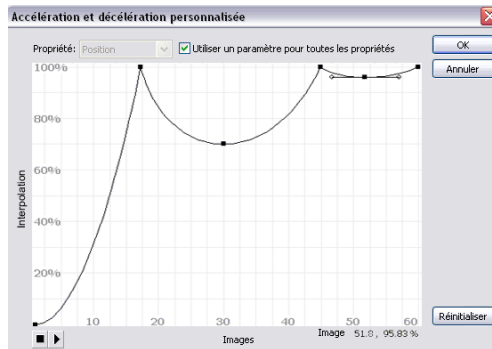 Accélération et décélération personnalisée
Propriété: Position Utiliser un paramètre pour toutes les propriétés
OK
Annuler
100%
80%
60%
40%
20%
Interpolation
10 20 30 40 50 60
Images
Image 51.8, 95.83 %
Réinitialiser